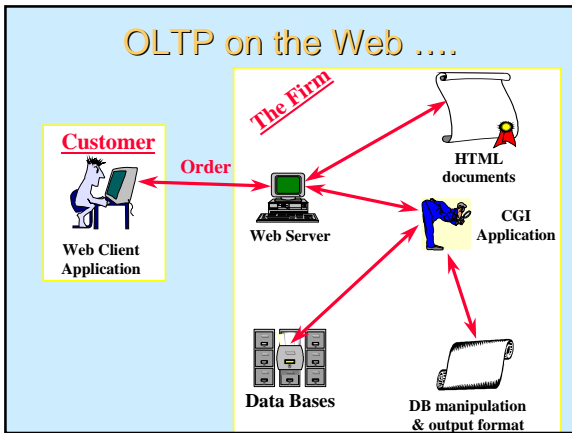 OLTP on the Web ....
The Firm
Customer
Order
Web Client
Application
Web Server
HTML
documents
CGI
Application
Data Bases
DB manipulation
& output format